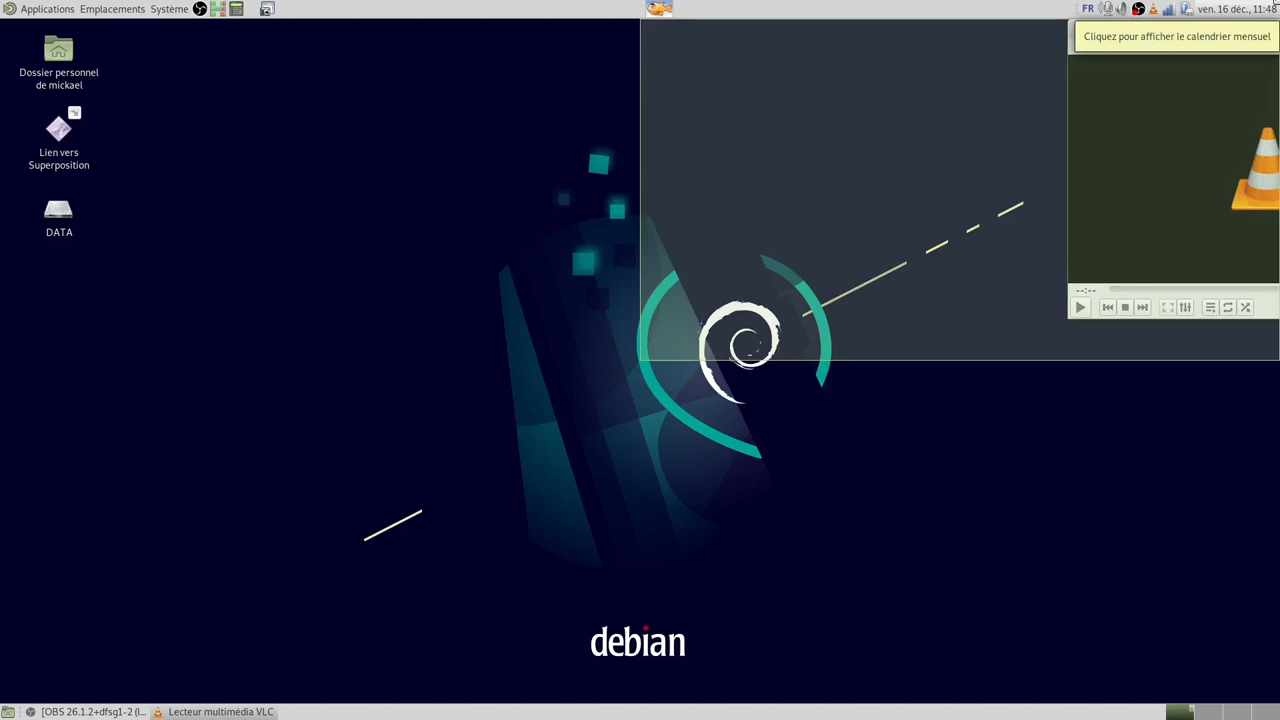 Applications Emplacements Système
FR ven. 16 déc., 11:48
Cliquez pour afficher le calendrier mensuel
Dossier personnel
de mickael
Lien vers
Superposition
DATA
--:--
debian
[OBS 26.1.2+dfsg1-2 (l... Lecteur multimédia VLC